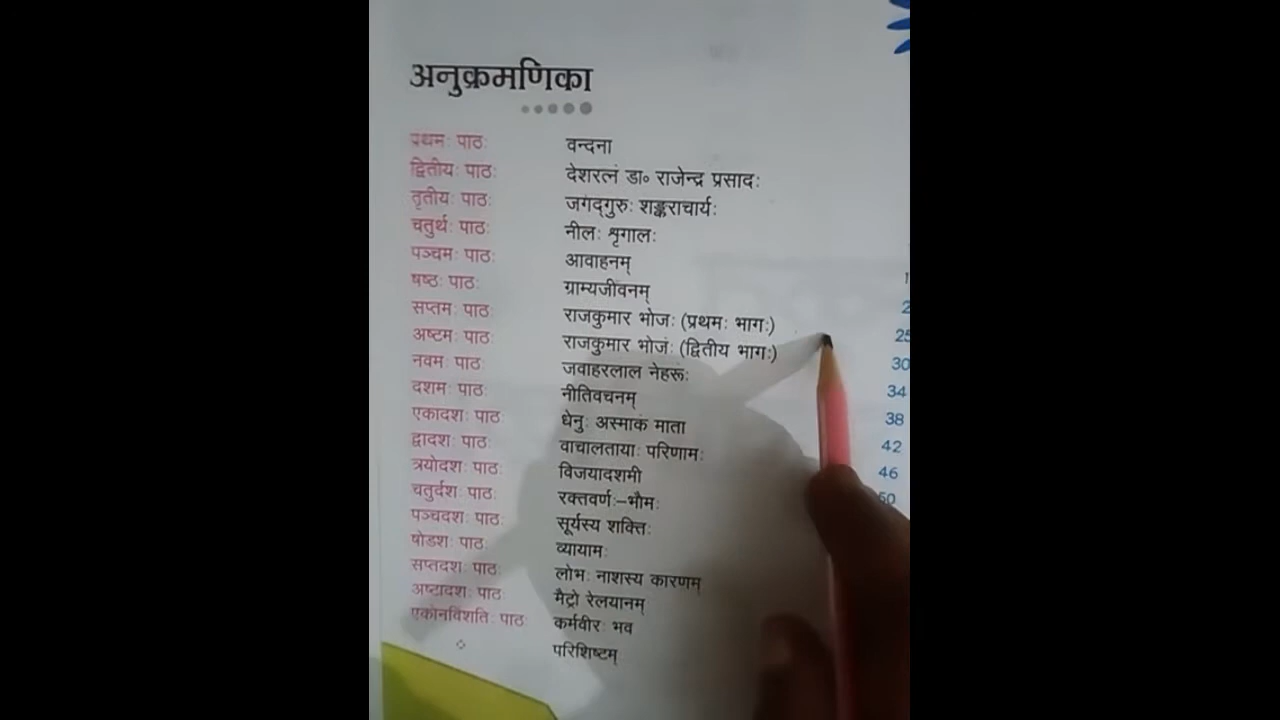 अनुक्रमणिका
प्रथमः पाठः वन्दना
द्वितीयः पाठः देशरत्नं डा० राजेन्द्र प्रसादः
तृतीयः पाठः जगद्गुरुः शङ्कराचार्यः
चतुर्थः पाठः नीलः शृगालः
पञ्चमः पाठः आवाहनम्
षष्ठः पाठः ग्राम्यजीवनम्
सप्तमः पाठः राजकुमार भोजः (प्रथमः भागः)
अष्टमः पाठः राजकुमार भोजः (द्वितीय भागः) 25
नवमः पाठः जवाहरलाल नेहरूः 30
दशमः पाठः नीतिवचनम् 34
एकादशः पाठः धेनुः अस्माकं माता 38
द्वादशः पाठः वाचालतायाः परिणामः 42
त्रयोदशः पाठः विजयादशमी 46
चतुर्दशः पाठः रक्तवर्णः–भौमः 50
पञ्चदशः पाठः सूर्यस्य शक्तिः
षोडशः पाठः व्यायामः
सप्तदशः पाठः लोभः नाशस्य कारणम्
अष्टादशः पाठः मैट्रो रेलयानम्
एकोनविंशतिः पाठः कर्मवीरः भव
परिशिष्टम्